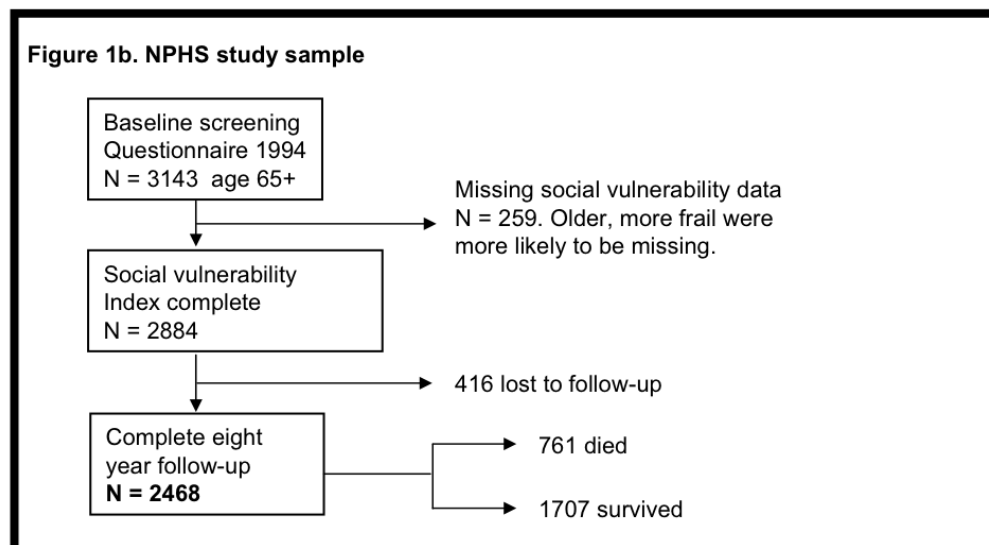 Figure 1b. NPHS study sample
Baseline screening
Questionnaire 1994
N = 3143 age 65+
Missing social vulnerability data
N = 259. Older, more frail were
more likely to be missing.
Social vulnerability
Index complete
N = 2884
416 lost to follow-up
Complete eight
year follow-up
N = 2468
761 died
1707 survived